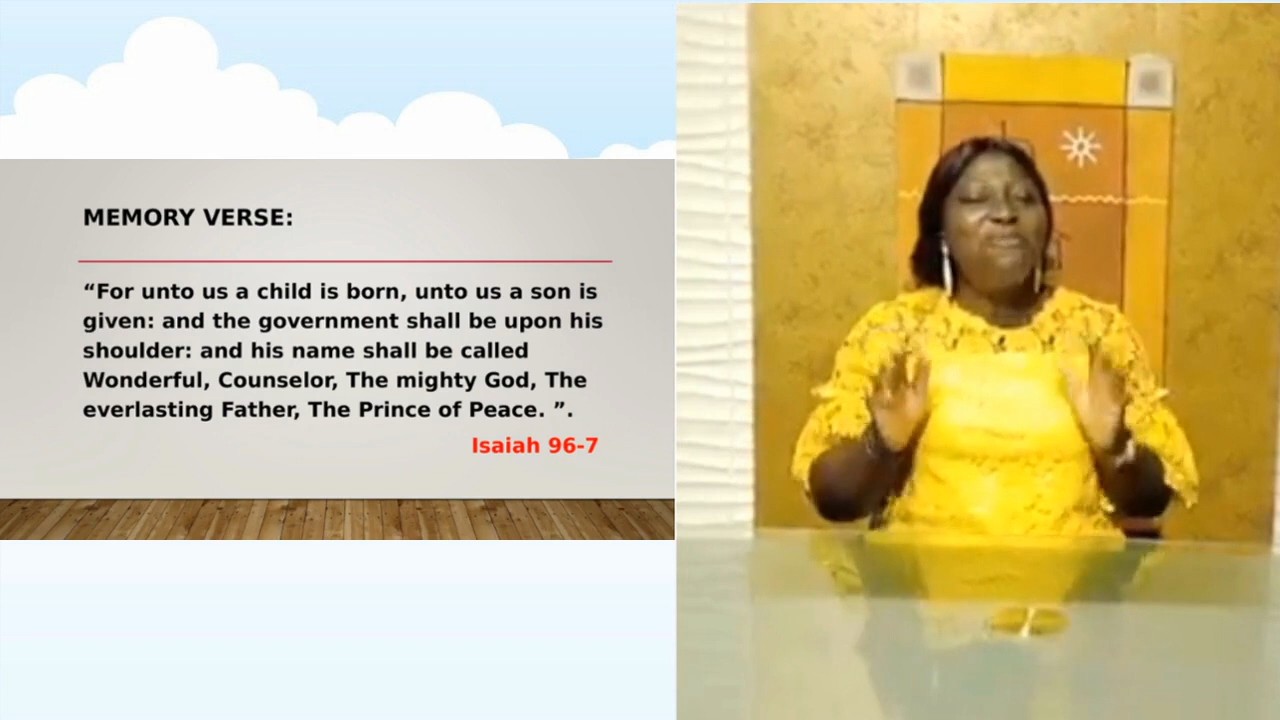 MEMORY VERSE:
“For unto us a child is born, unto us a son is
given: and the government shall be upon his
shoulder: and his name shall be called
Wonderful, Counselor, The mighty God, The
everlasting Father, The Prince of Peace. ”.
Isaiah 96-7